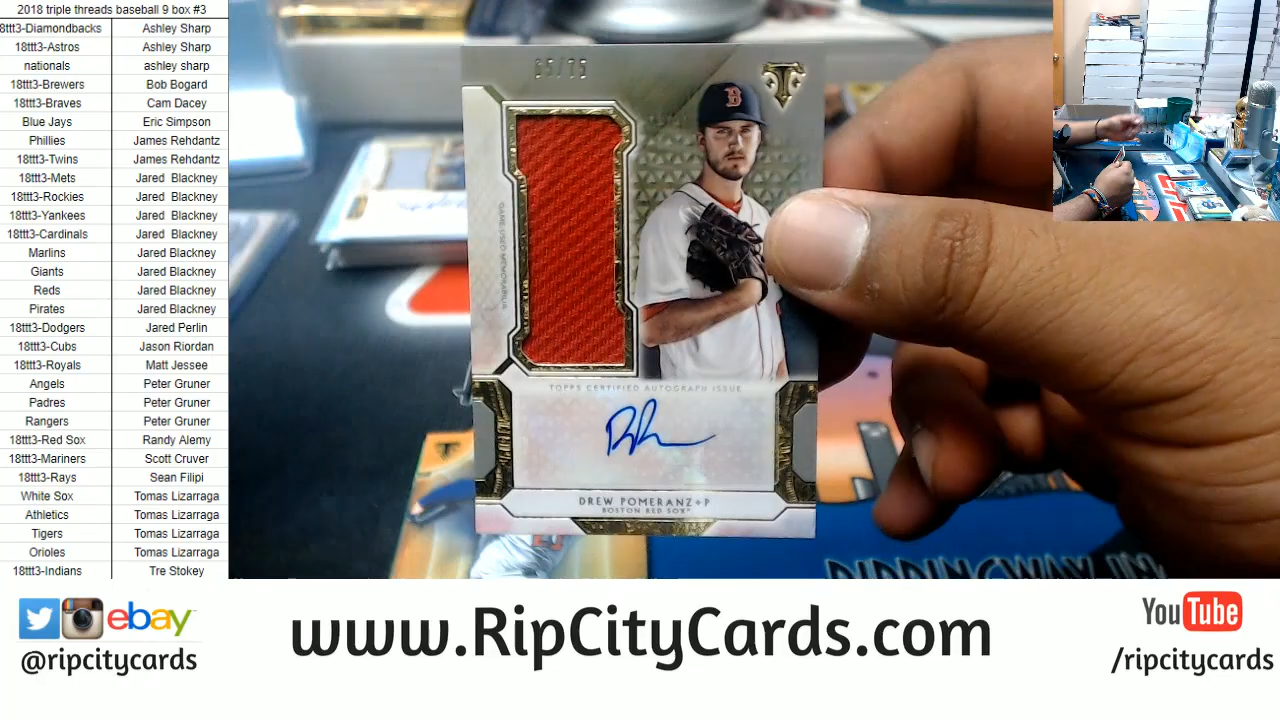 2018 triple threads baseball 9 box #3
8ttt3-Diamondbacks Ashley Sharp
18ttt3-Astros Ashley Sharp
nationals ashley sharp
18ttt3-Brewers Bob Bogard
18ttt3-Braves Cam Dacey
Blue Jays Eric Simpson
Phillies James Rehdantz
18ttt3-Twins James Rehdantz
18ttt3-Mets Jared Blackney
18ttt3-Rockies Jared Blackney
18ttt3-Yankees Jared Blackney
18ttt3-Cardinals Jared Blackney
Marlins Jared Blackney
Giants Jared Blackney
Reds Jared Blackney
Pirates Jared Blackney
18ttt3-Dodgers Jared Perlin
18ttt3-Cubs Jason Riordan
18ttt3-Royals Matt Jessee
Angels Peter Gruner
Padres Peter Gruner
Rangers Peter Gruner
18ttt3-Red Sox Randy Alemy
18ttt3-Mariners Scott Cruver
18ttt3-Rays Sean Filipi
White Sox Tomas Lizarraga
Athletics Tomas Lizarraga
Tigers Tomas Lizarraga
Orioles Tomas Lizarraga
18ttt3-Indians Tre Stokey
B
GAME USED MEMORABILIA
TOPPS CERTIFIED AUTOGRAPH ISSUE
DREW POMERANZ P
BOSTON RED SOX
ebay
@ripcitycards
www.RipCityCards.com
YouTube
/ripcitycards